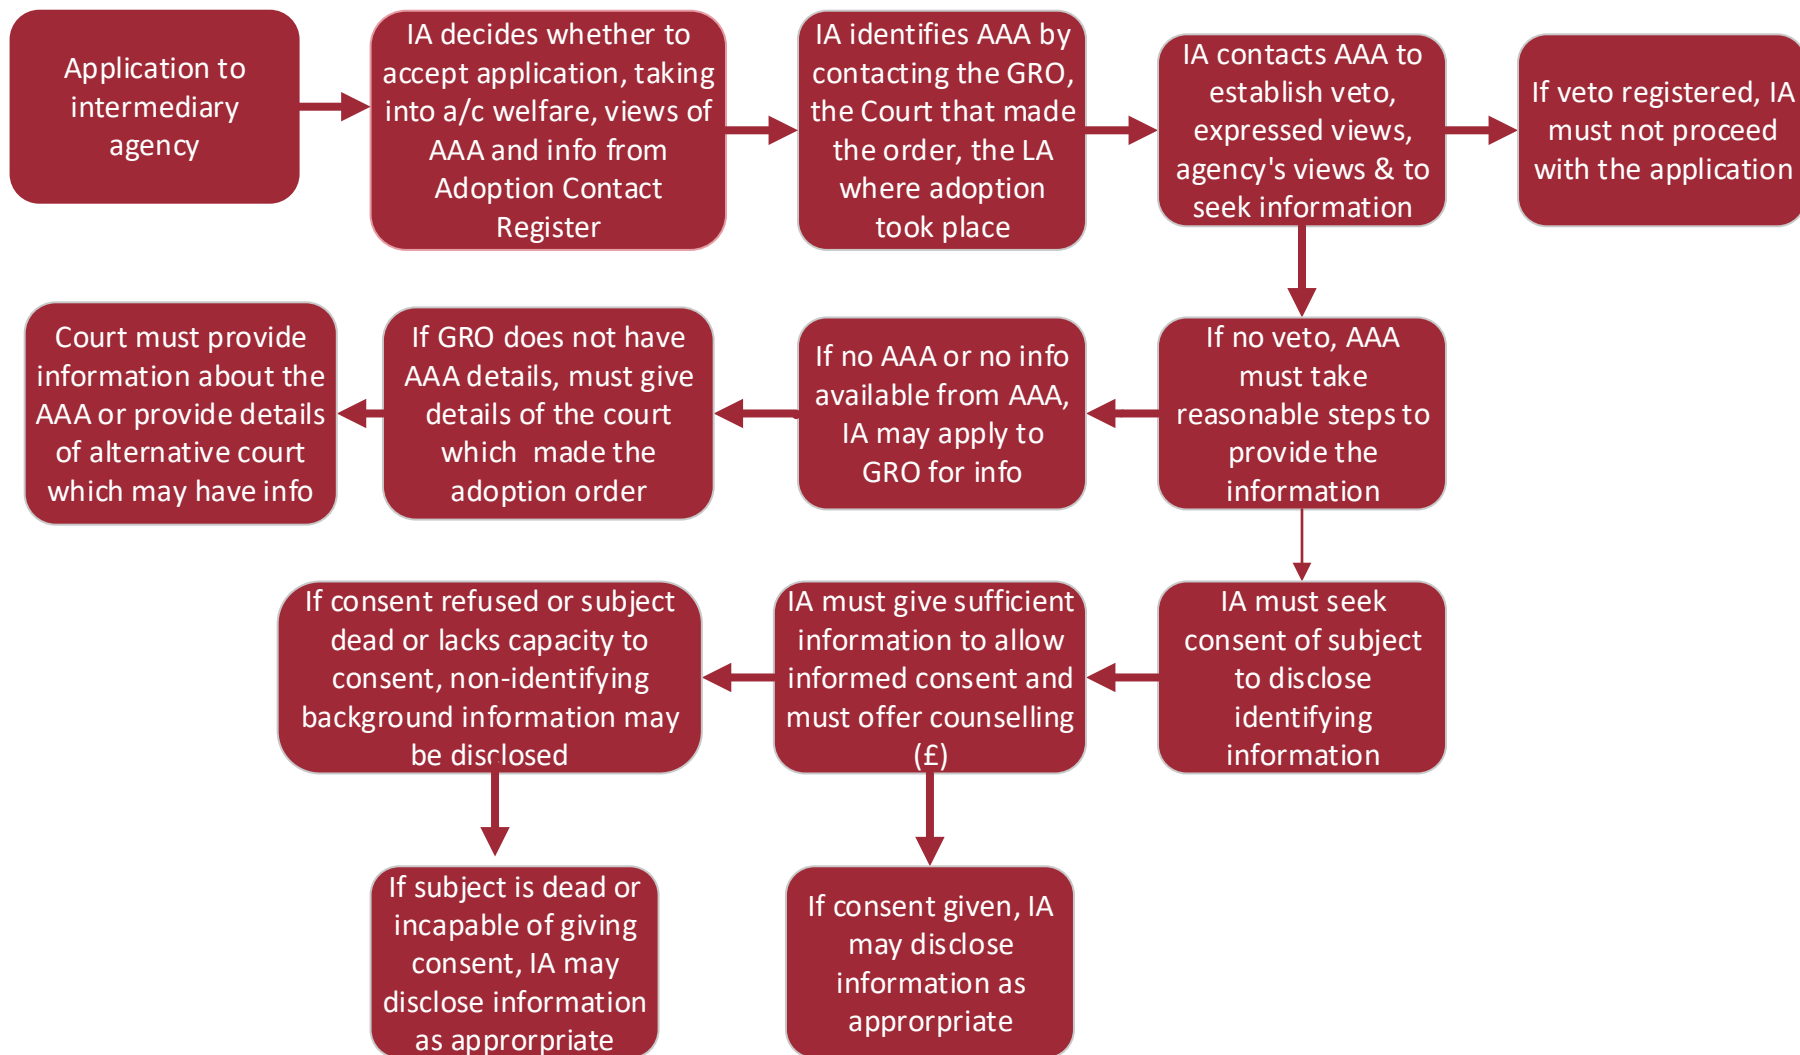 Application to
intermediary
agency
IA decides whether to
accept application, taking
into a/c welfare, views of
AAA and info from
Adoption Contact
Register
IA identifies AAA by
contacting the GRO,
the Court that made
the order, the LA
where adoption
took place
IA contacts AAA to
establish veto,
expressed views,
agency's views & to
seek information
If veto registered, IA
must not proceed
with the application
Court must provide
information about the
AAA or provide details
of alternative court
which may have info
If GRO does not have
AAA details, must give
details of the court
which made the
adoption order
If no AAA or no info
available from AAA,
IA may apply to
GRO for info
If no veto, AAA
must take
reasonable steps to
provide the
information
If consent refused or subject
dead or lacks capacity to
consent, non-identifying
background information may
be disclosed
IA must give sufficient
information to allow
informed consent and
must offer counselling
(£)
IA must seek
consent of subject
to disclose
identifying
information
If subject is dead or
incapable of giving
consent, IA may
disclose information
as approrpriate
If consent given, IA
may disclose
information as
approrpriate